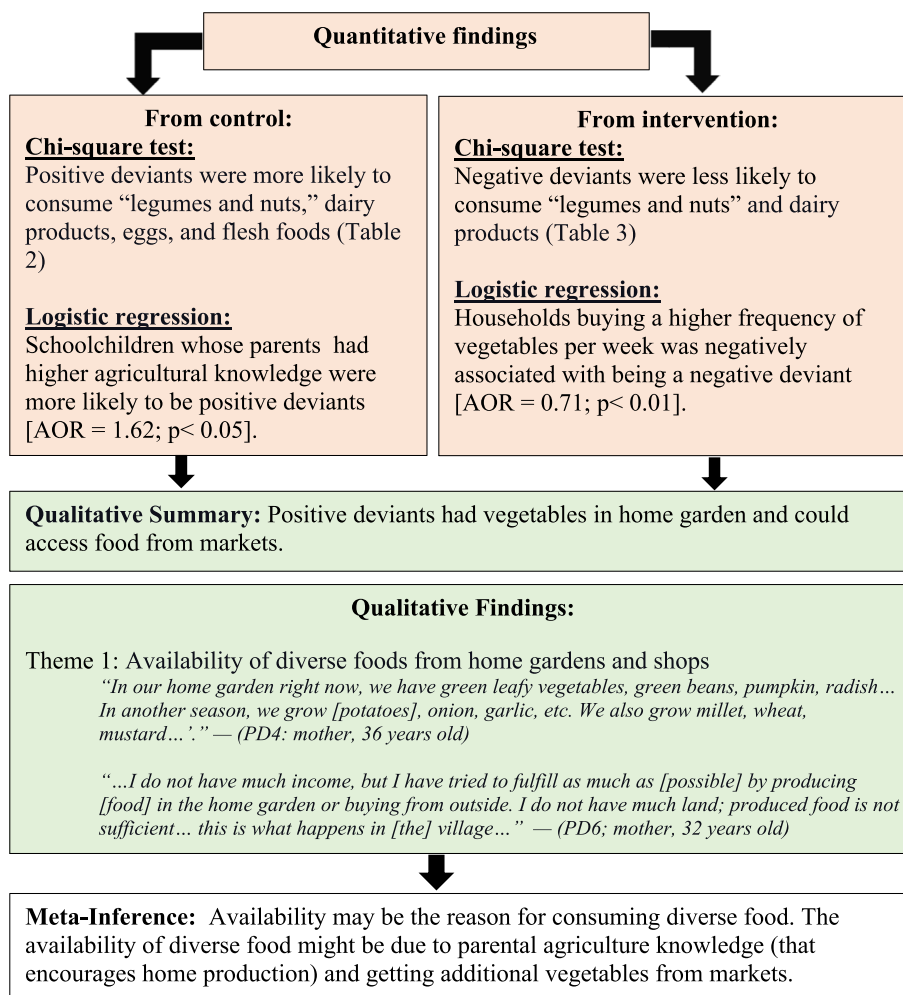 Quantitative findings
From control:
Chi-square test:
Positive deviants were more likely to
consume “legumes and nuts,” dairy
products, eggs, and flesh foods (Table
2)
Logistic regression:
Schoolchildren whose parents had
higher agricultural knowledge were
more likely to be positive deviants
[AOR = 1.62; p< 0.05].
From intervention:
Chi-square test:
Negative deviants were less likely to
consume “legumes and nuts” and dairy
products (Table 3)
Logistic regression:
Households buying a higher frequency of
vegetables per week was negatively
associated with being a negative deviant
[AOR = 0.71; p< 0.01].
Qualitative Summary: Positive deviants had vegetables in home garden and could
access food from markets.
Qualitative Findings:
Theme 1: Availability of diverse foods from home gardens and shops
“In our home garden right now, we have green leafy vegetables, green beans, pumpkin, radish…
In another season, we grow [potatoes], onion, garlic, etc. We also grow millet, wheat,
mustard…’.” — (PD4: mother, 36 years old)
“…I do not have much income, but I have tried to fulfill as much as [possible] by producing
[food] in the home garden or buying from outside. I do not have much land; produced food is not
sufficient… this is what happens in [the] village…” — (PD6; mother, 32 years old)
Meta-Inference: Availability may be the reason for consuming diverse food. The
availability of diverse food might be due to parental agriculture knowledge (that
encourages home production) and getting additional vegetables from markets.